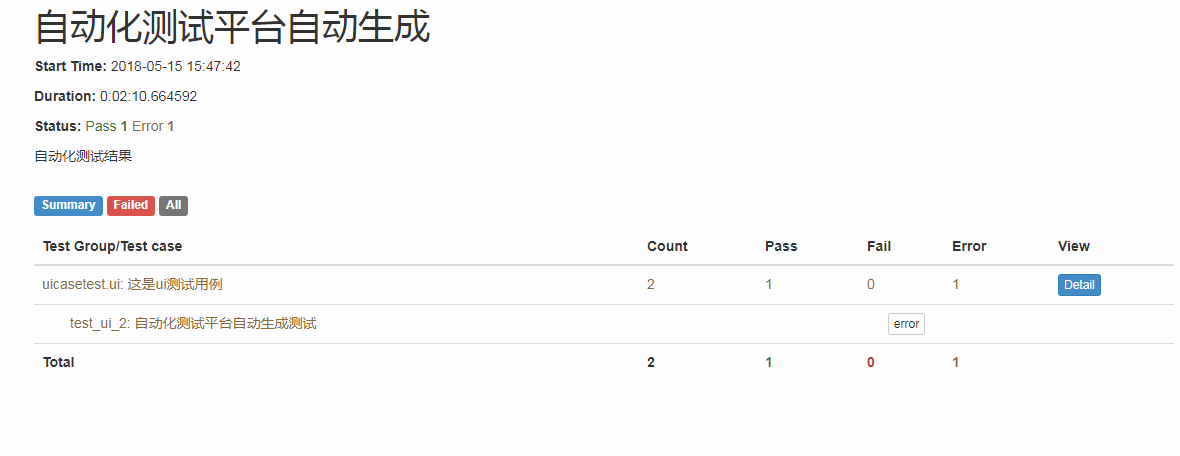 自动化测试平台自动生成
Start Time: 2018-05-15 15:47:42
Duration: 0:02:10.664592
Status: Pass 1 Error 1
自动化测试结果
Summary Failed All
Test Group/Test case Count Pass Fail Error View
uicasetest.ui: 这是ui测试用例 2 1 0 1 Detail
test_ui_2: 自动化测试平台自动生成测试 error
Total 2 1 0 1